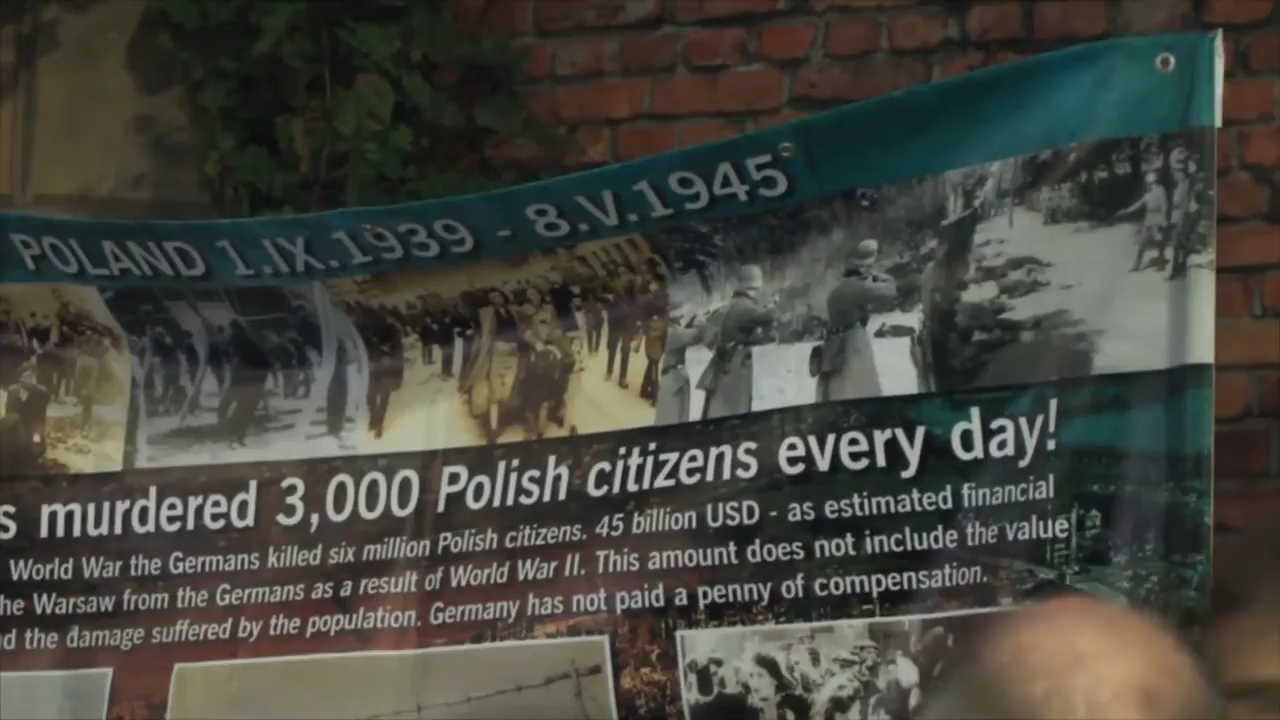 POLAND 1.IX.1939 - 8.V.1945
s murdered 3,000 Polish citizens every day!
World War the Germans killed six million Polish citizens. 45 billion USD - as estimated financial
he Warsaw from the Germans as a result of World War II. This amount does not include the value
d the damage suffered by the population. Germany has not paid a penny of compensation.